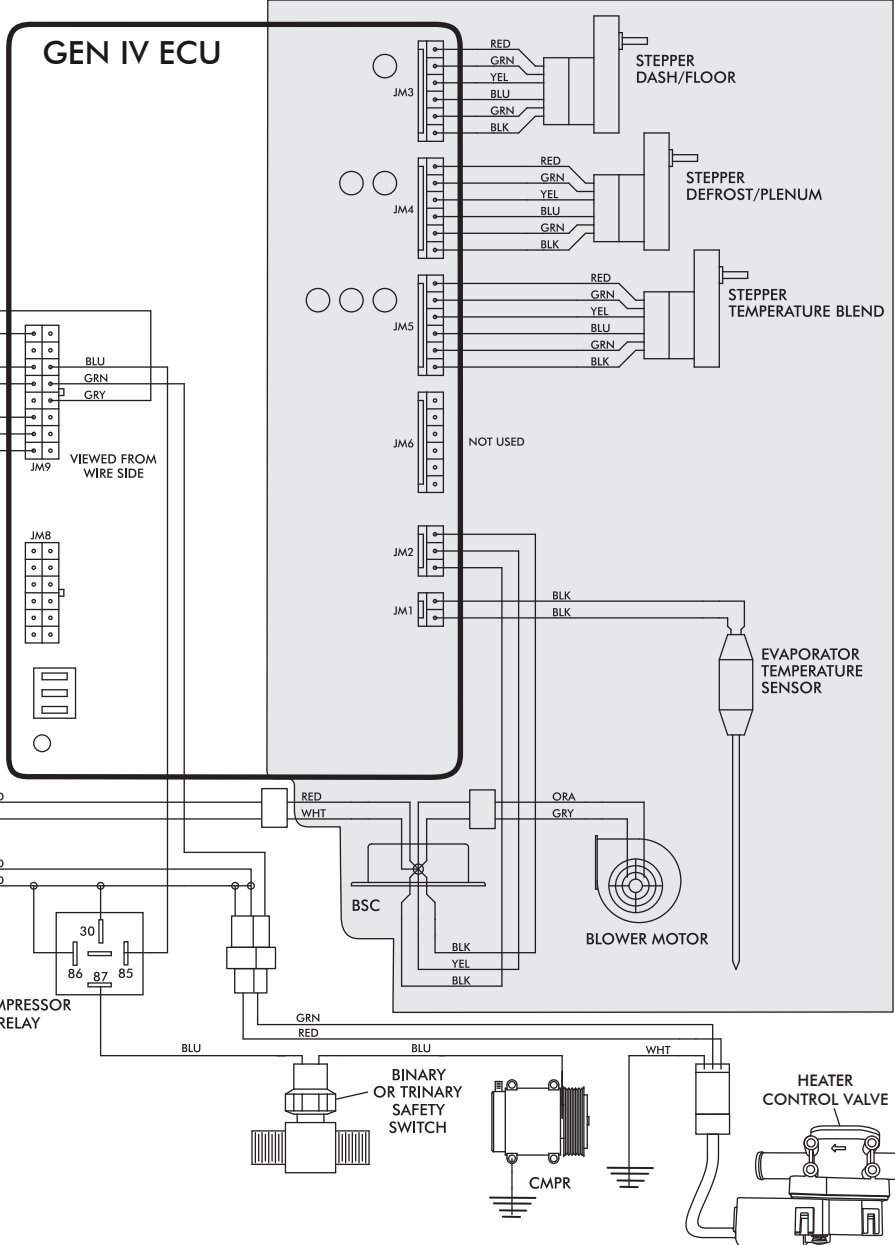 GEN IV ECU
RED
GRN
YEL
BLU
GRN
BLK
JM3
STEPPER
DASH/FLOOR
RED
GRN
YEL
BLU
GRN
BLK
JM4
STEPPER
DEFROST/PLENUM
RED
GRN
YEL
BLU
GRN
BLK
JM5
STEPPER
TEMPERATURE BLEND
BLU
GRN
GRY
JM9
VIEWED FROM
WIRE SIDE
JM6
NOT USED
JM8
JM2
JM1
BLK
BLK
EVAPORATOR
TEMPERATURE
SENSOR
D
RED
WHT
ORA
GRY
D
D
BSC
BLOWER MOTOR
30
86
87
85
BLK
YEL
BLK
MPRESSOR
RELAY
GRN
RED
BLU
BLU
WHT
BINARY
OR TRINARY
SAFETY
SWITCH
CMPR
HEATER
CONTROL VALVE